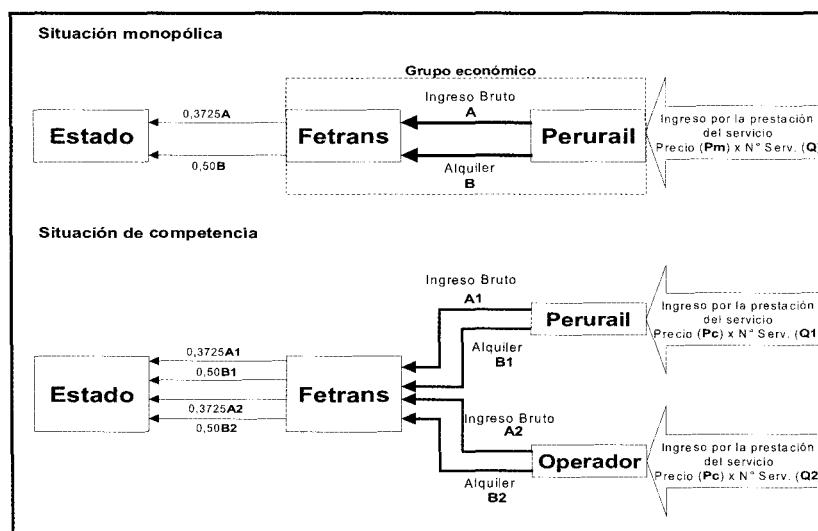 Situación monopólica
Grupo económico
Estado
0,3725A
0,50B
Fetrans
Ingreso Bruto
A
Alquiler
B
Perurail
Ingreso por la prestación
del servicio
Precio (Pm) x N° Serv. (Q
Situación de competencia
Estado
0,3725A1
0,50B1
0,3725A2
0,50B2
Fetrans
Ingreso Bruto
A1
Alquiler
B1
Perurail
Ingreso por la prestación
del servicio
Precio (Pc) x N° Serv. (Q1
Ingreso Bruto
A2
Alquiler
B2
Operador
Ingreso por la prestación
del servicio
Precio (Pc) x N° Serv. (Q2